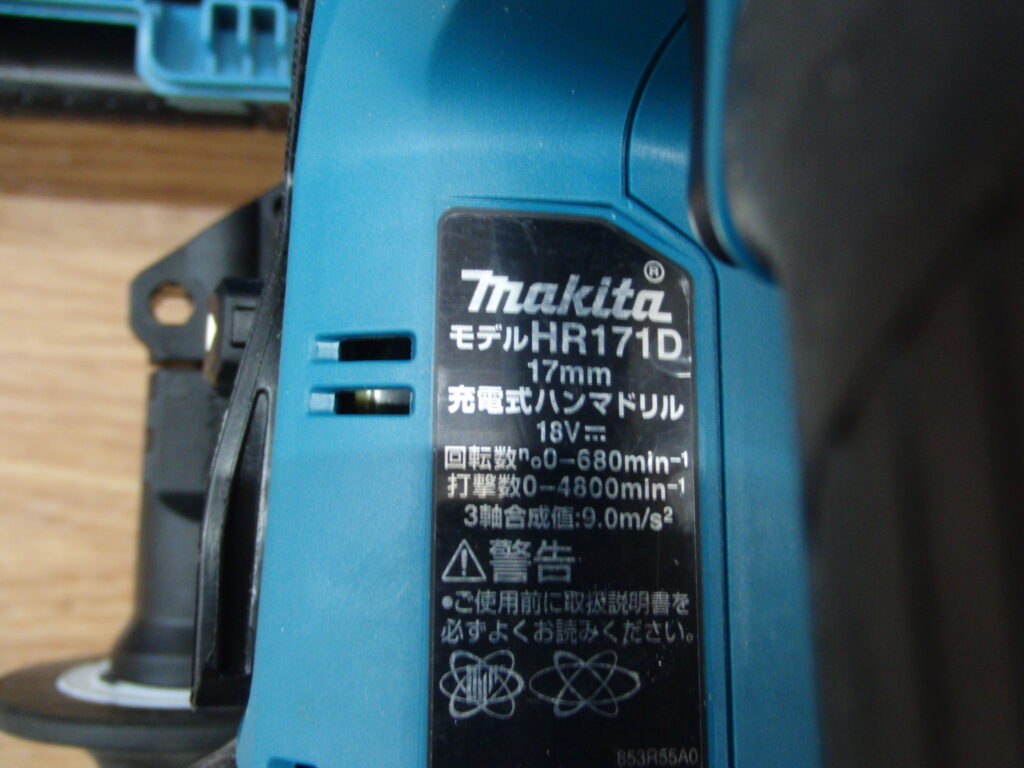 makita®
モデルHR171D
17mm
充電式ハンマドリル
18V⎓
回転数n₀0-680min-1
打撃数0-4800min-1
3軸合成値:9.0m/s²
⚠警告
•ご使用前に取扱説明書を
必ずよくお読みください。
853R55A0